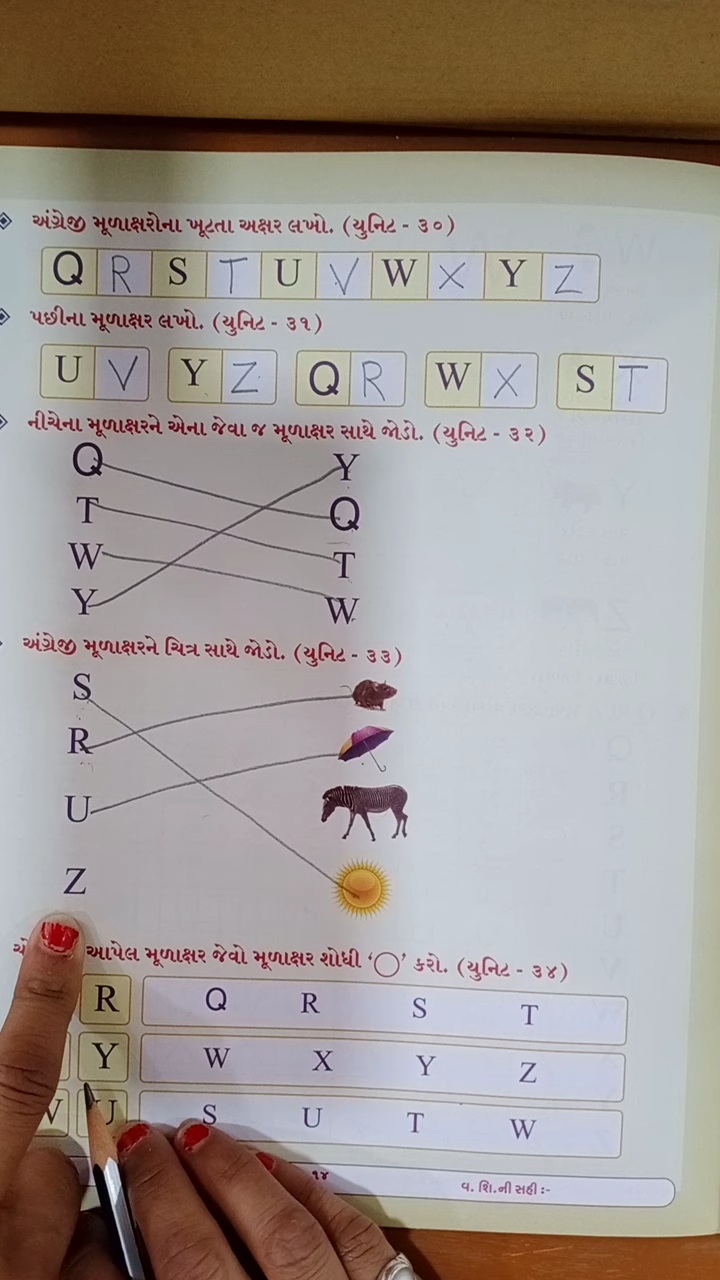 અંગ્રેજી મૂળાક્ષરોના ખૂટતા અક્ષર લખો. (યુનિટ - ૩૦)
Q R S T U V W X Y Z
પછીના મૂળાક્ષર લખો. (યુનિટ - ૩૧)
U V Y Z Q R W X S T
નીચેના મૂળાક્ષરને એના જેવા જ મૂળાક્ષર સાથે જોડો. (યુનિટ - ૩૨)
Q Y
T Q
W T
Y W
અંગ્રેજી મૂળાક્ષરને ચિત્ર સાથે જોડો. (યુનિટ - ૩૩)
S
R
U
Z
આપેલ મૂળાક્ષર જેવો મૂળાક્ષર શોધી ‘◯’ કરો. (યુનિટ - ૩૪)
R Q R S T
Y W X Y Z
U S U T W
૧૪ વ. શિ.ની સહી :-